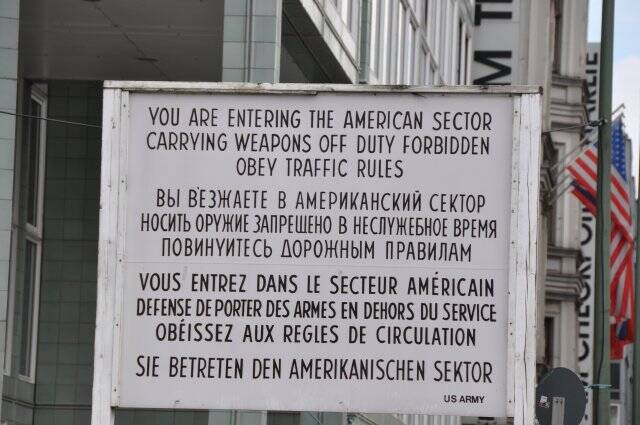 YOU ARE ENTERING THE AMERICAN SECTOR
CARRYING WEAPONS OFF DUTY FORBIDDEN
OBEY TRAFFIC RULES
ВЫ ВЪЕЗЖАЕТЕ В АМЕРИКАНСКИЙ СЕКТОР
НОСИТЬ ОРУЖИЕ ЗАПРЕЩЕНО В НЕСЛУЖЕБНОЕ ВРЕМЯ
ПОВИНУЙТЕСЬ ДОРОЖНЫМ ПРАВИЛАМ
VOUS ENTREZ DANS LE SECTEUR AMÉRICAIN
DEFENSE DE PORTER DES ARMES EN DEHORS DU SERVICE
OBÉISSEZ AUX REGLES DE CIRCULATION
SIE BETRETEN DEN AMERIKANISCHEN SEKTOR
US ARMY
CHECKPOINT